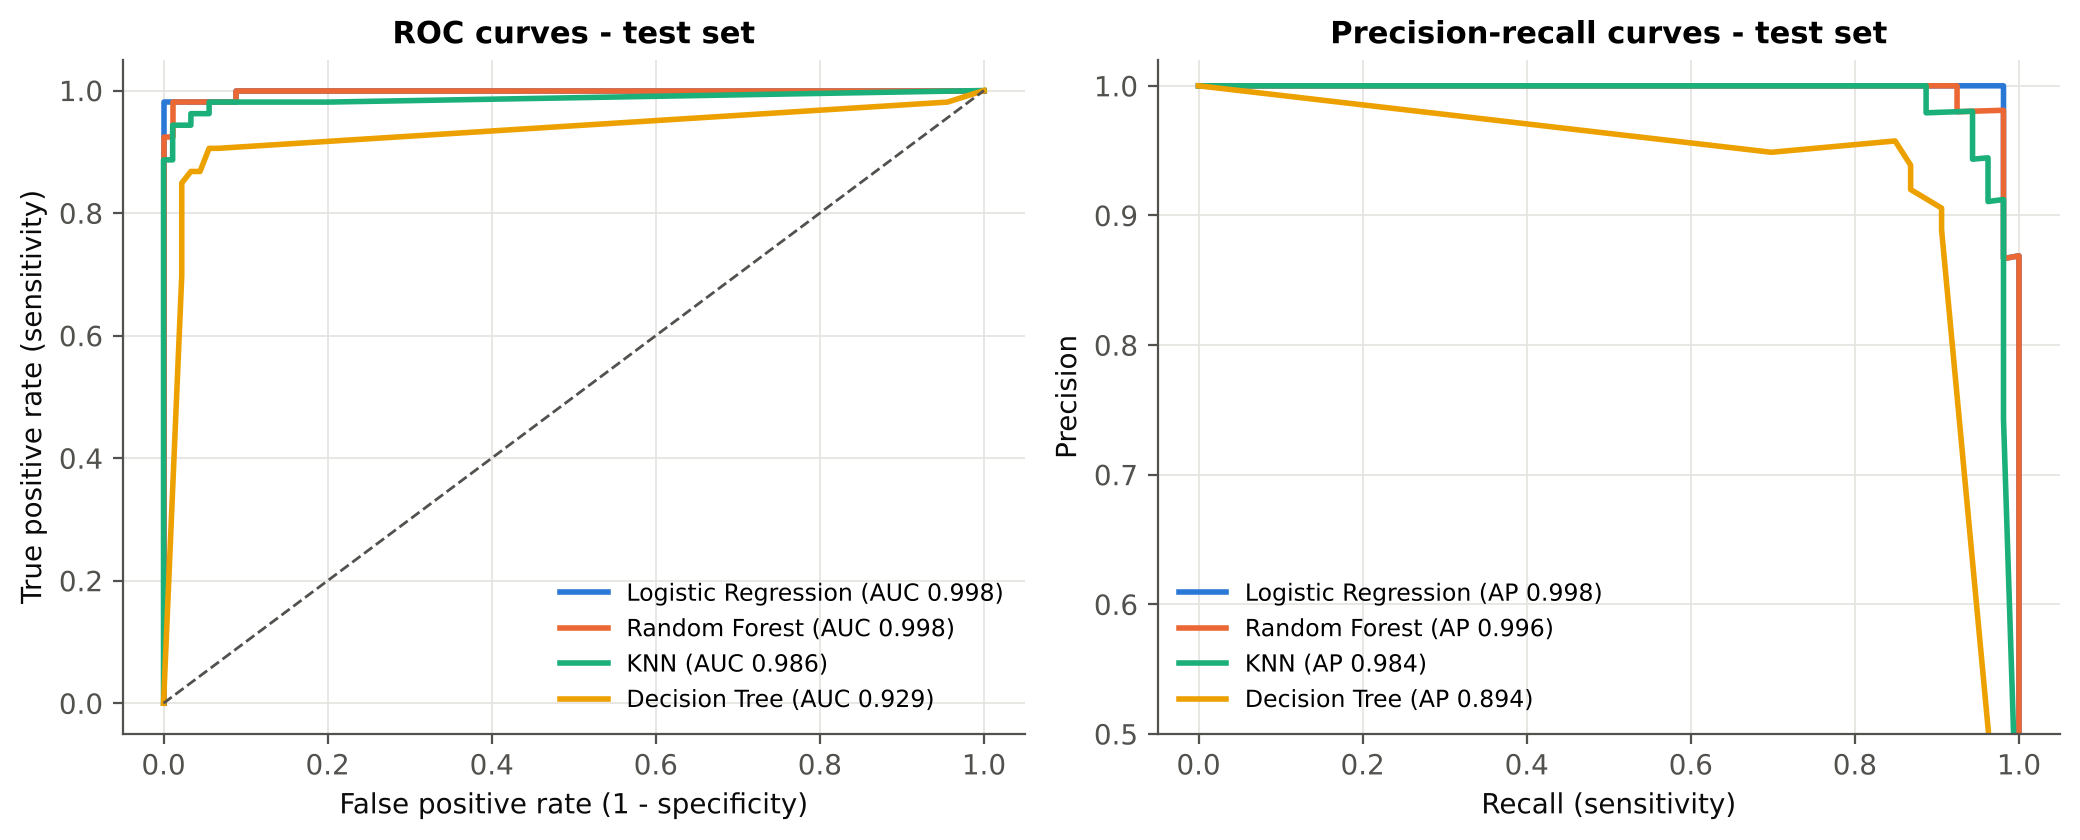 ROC curves - test set
True positive rate (sensitivity)
1.0
0.8
0.6
0.4
0.2
0.0
Logistic Regression (AUC 0.998)
Random Forest (AUC 0.998)
KNN (AUC 0.986)
Decision Tree (AUC 0.929)
0.0 0.2 0.4 0.6 0.8 1.0
False positive rate (1 - specificity)
Precision-recall curves - test set
Precision
1.0
0.9
0.8
0.7
0.6
0.5
Logistic Regression (AP 0.998)
Random Forest (AP 0.996)
KNN (AP 0.984)
Decision Tree (AP 0.894)
0.0 0.2 0.4 0.6 0.8 1.0
Recall (sensitivity)